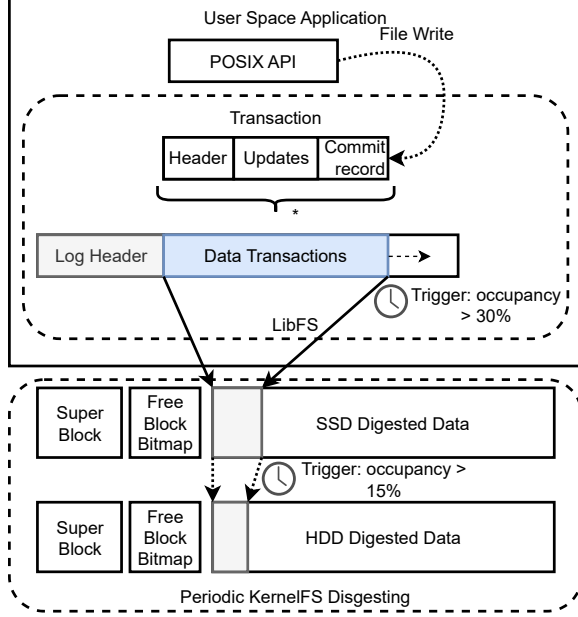 User Space Application
File Write
POSIX API
Transaction
Header
Updates
Commit
record
*
Log Header
Data Transactions
Trigger: occupancy
> 30%
LibFS
Super
Block
Free
Block
Bitmap
SSD Digested Data
Trigger: occupancy >
15%
Super
Block
Free
Block
Bitmap
HDD Digested Data
Periodic KernelFS Disgesting